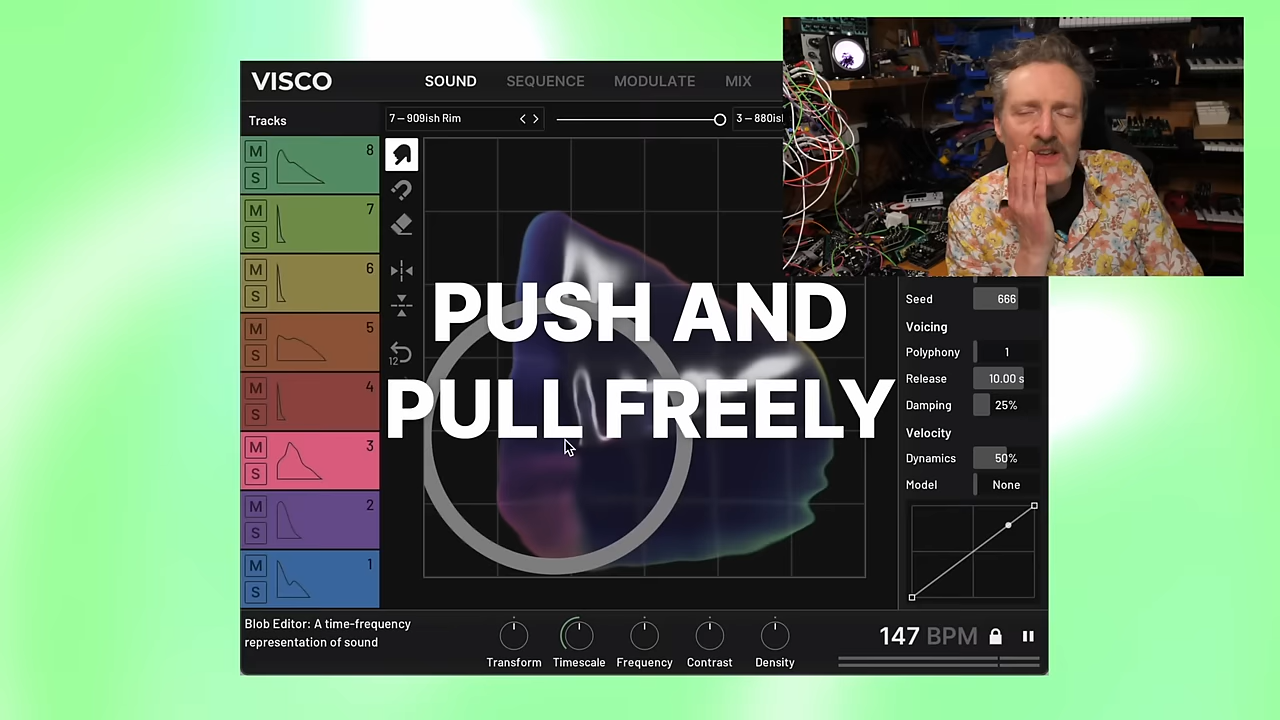 VISCO
SOUND
SEQUENCE
MODULATE
MIX
Tracks
7 – 909ish Rim
3 – 880is
M
S
8
M
S
7
M
S
6
M
S
5
M
S
4
M
S
3
M
S
2
M
S
1
12
PUSH AND
PULL FREELY
Seed 666
Voicing
Polyphony 1
Release 10.00 s
Damping 25%
Velocity
Dynamics 50%
Model None
Blob Editor: A time-frequency
representation of sound
Transform
Timescale
Frequency
Contrast
Density
147 BPM